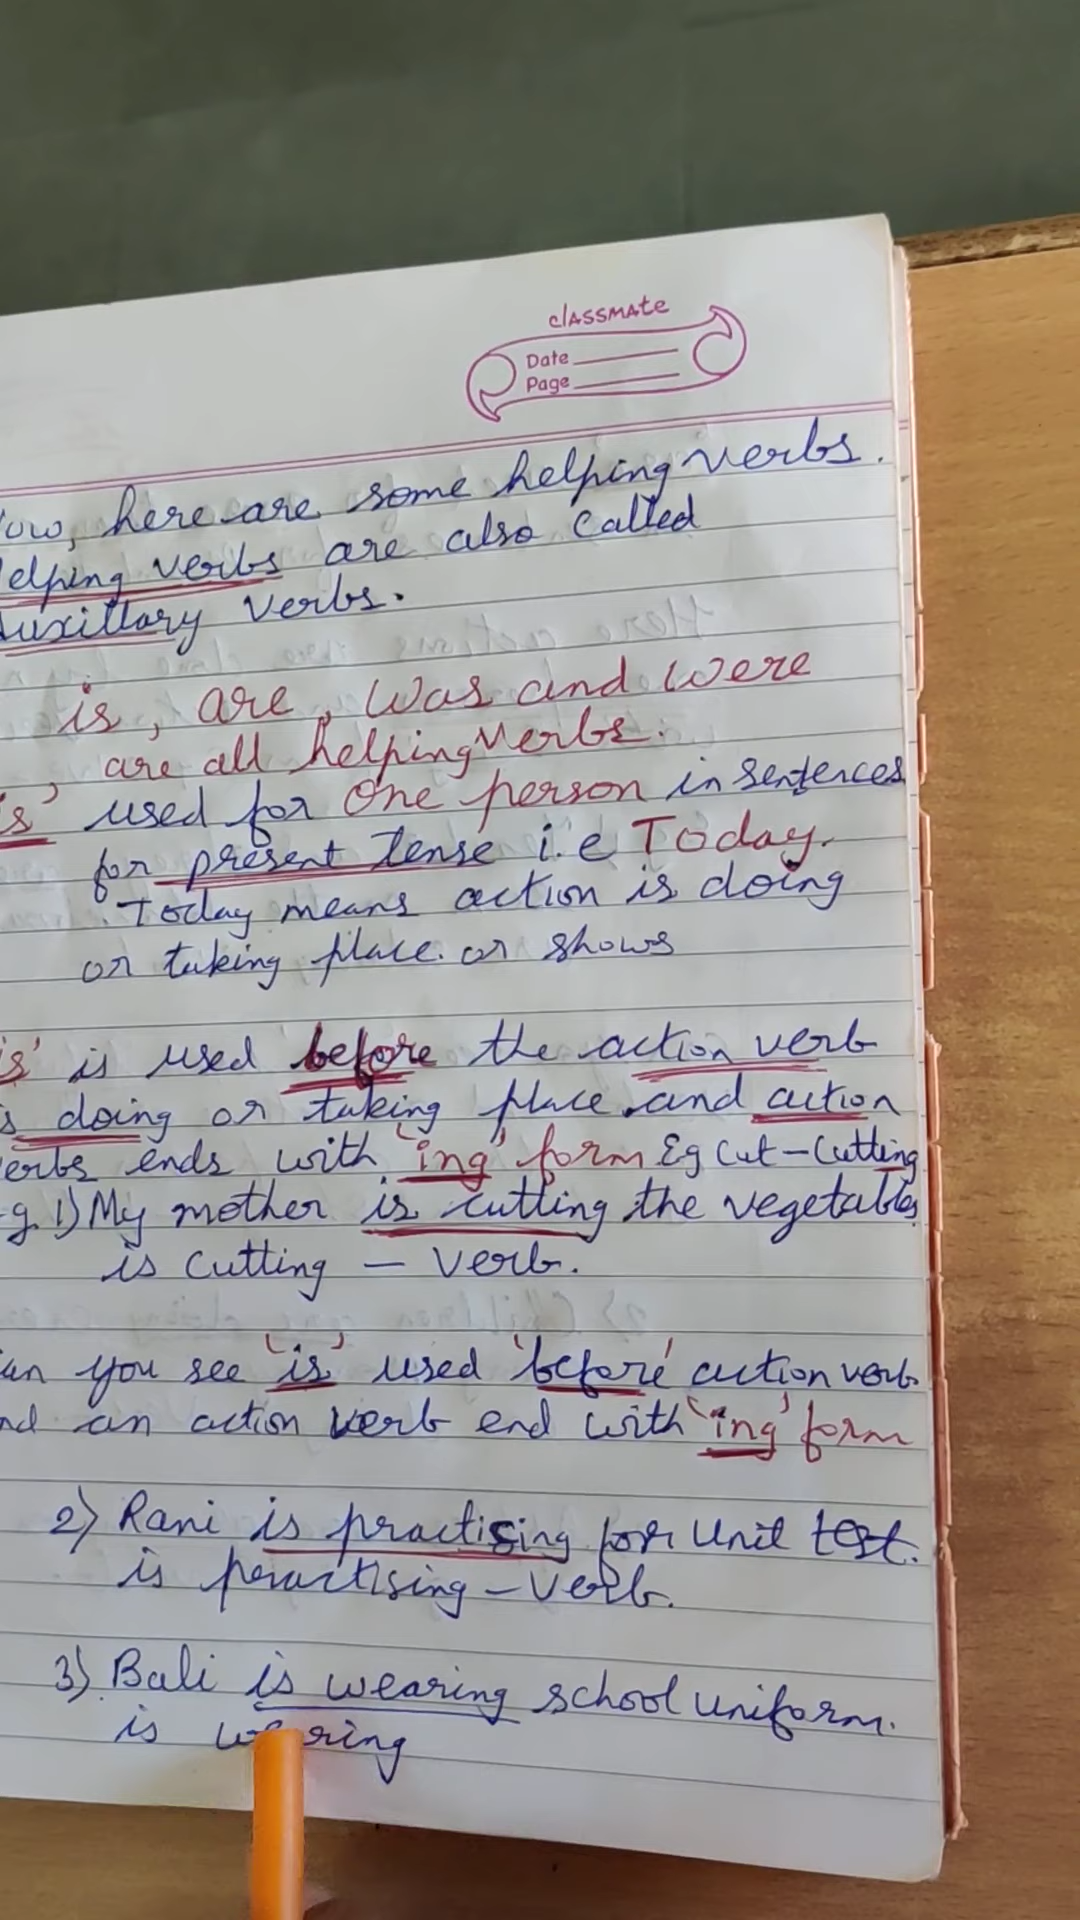 classmate
Date
Page
ow, here are some helping verbs.
elping verbs are also called
Auxillary verbs.
is, are, was and were
are all helping verbs.
is' used for one person in sentences
for present tense i.e Today.
Today means action is doing
or taking place. or shows
is' is used before the action verb
is doing or taking place and action
erbs ends with 'ing' form Eg Cut - Cutting
g. 1) My mother is cutting the vegetables
is cutting - verb.
an you see 'is' used 'before' action verb
nd an action verb end with 'ing' form
2) Rani is practising for Unit test.
is practising - verb.
3) Bali is wearing school uniform.
is wearing